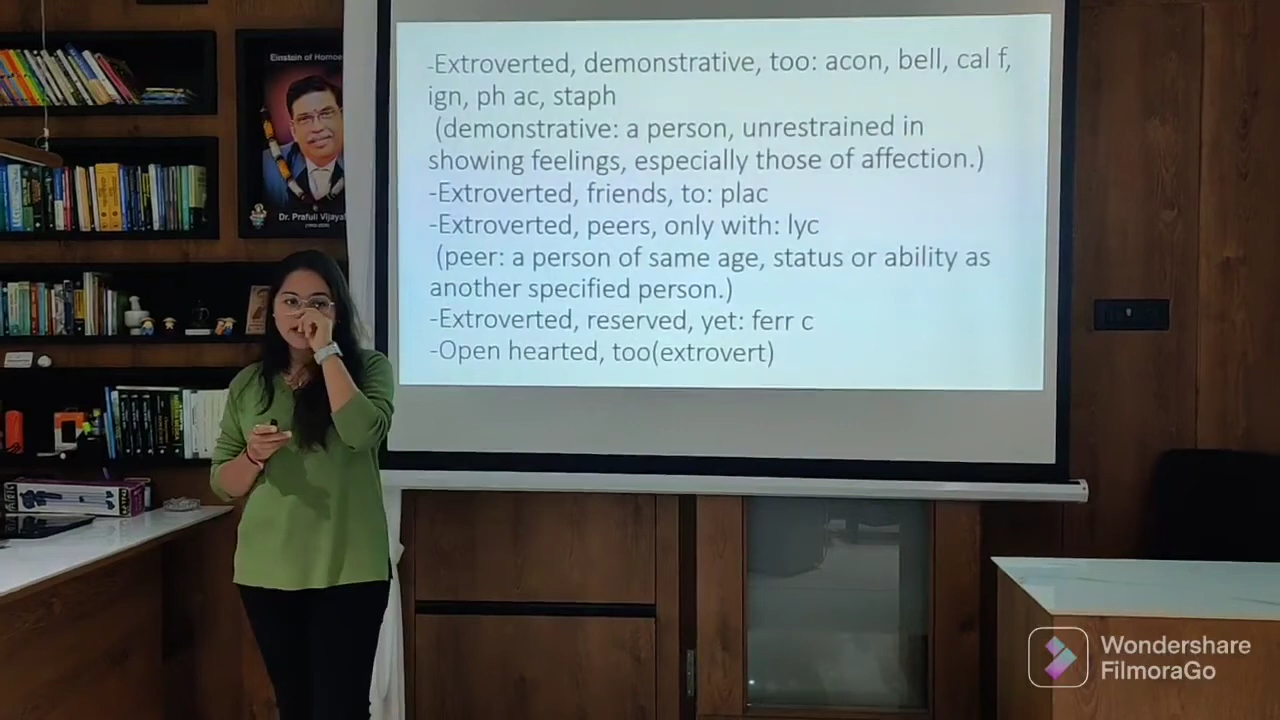 -Extroverted, demonstrative, too: acon, bell, cal f,
ign, ph ac, staph
(demonstrative: a person, unrestrained in
showing feelings, especially those of affection.)
-Extroverted, friends, to: plac
-Extroverted, peers, only with: lyc
(peer: a person of same age, status or ability as
another specified person.)
-Extroverted, reserved, yet: ferr c
-Open hearted, too(extrovert)
Einstain of Homoe
Dr. Prafull Vijayal
Wondershare
FilmoraGo